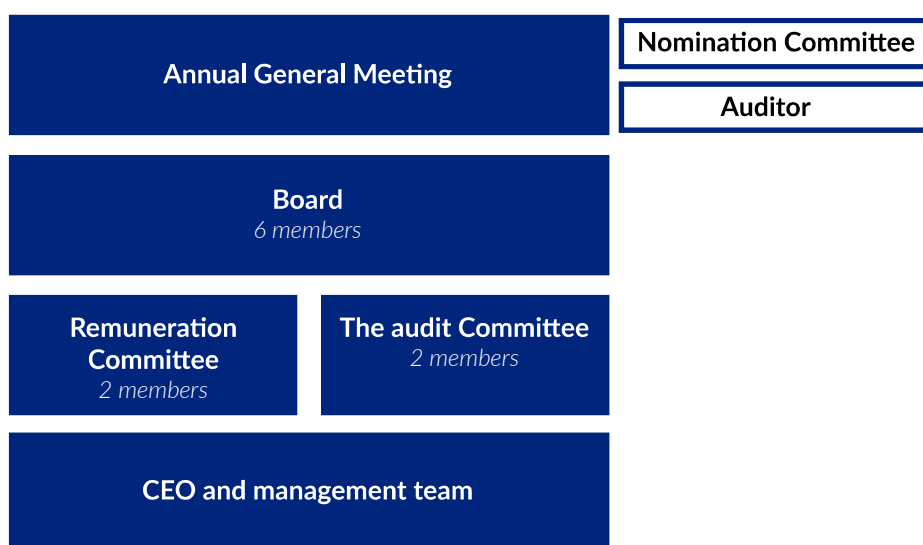 Annual General Meeting
Nomination Committee
Auditor
Board
6 members
Remuneration
Committee
2 members
The audit Committee
2 members
CEO and management team